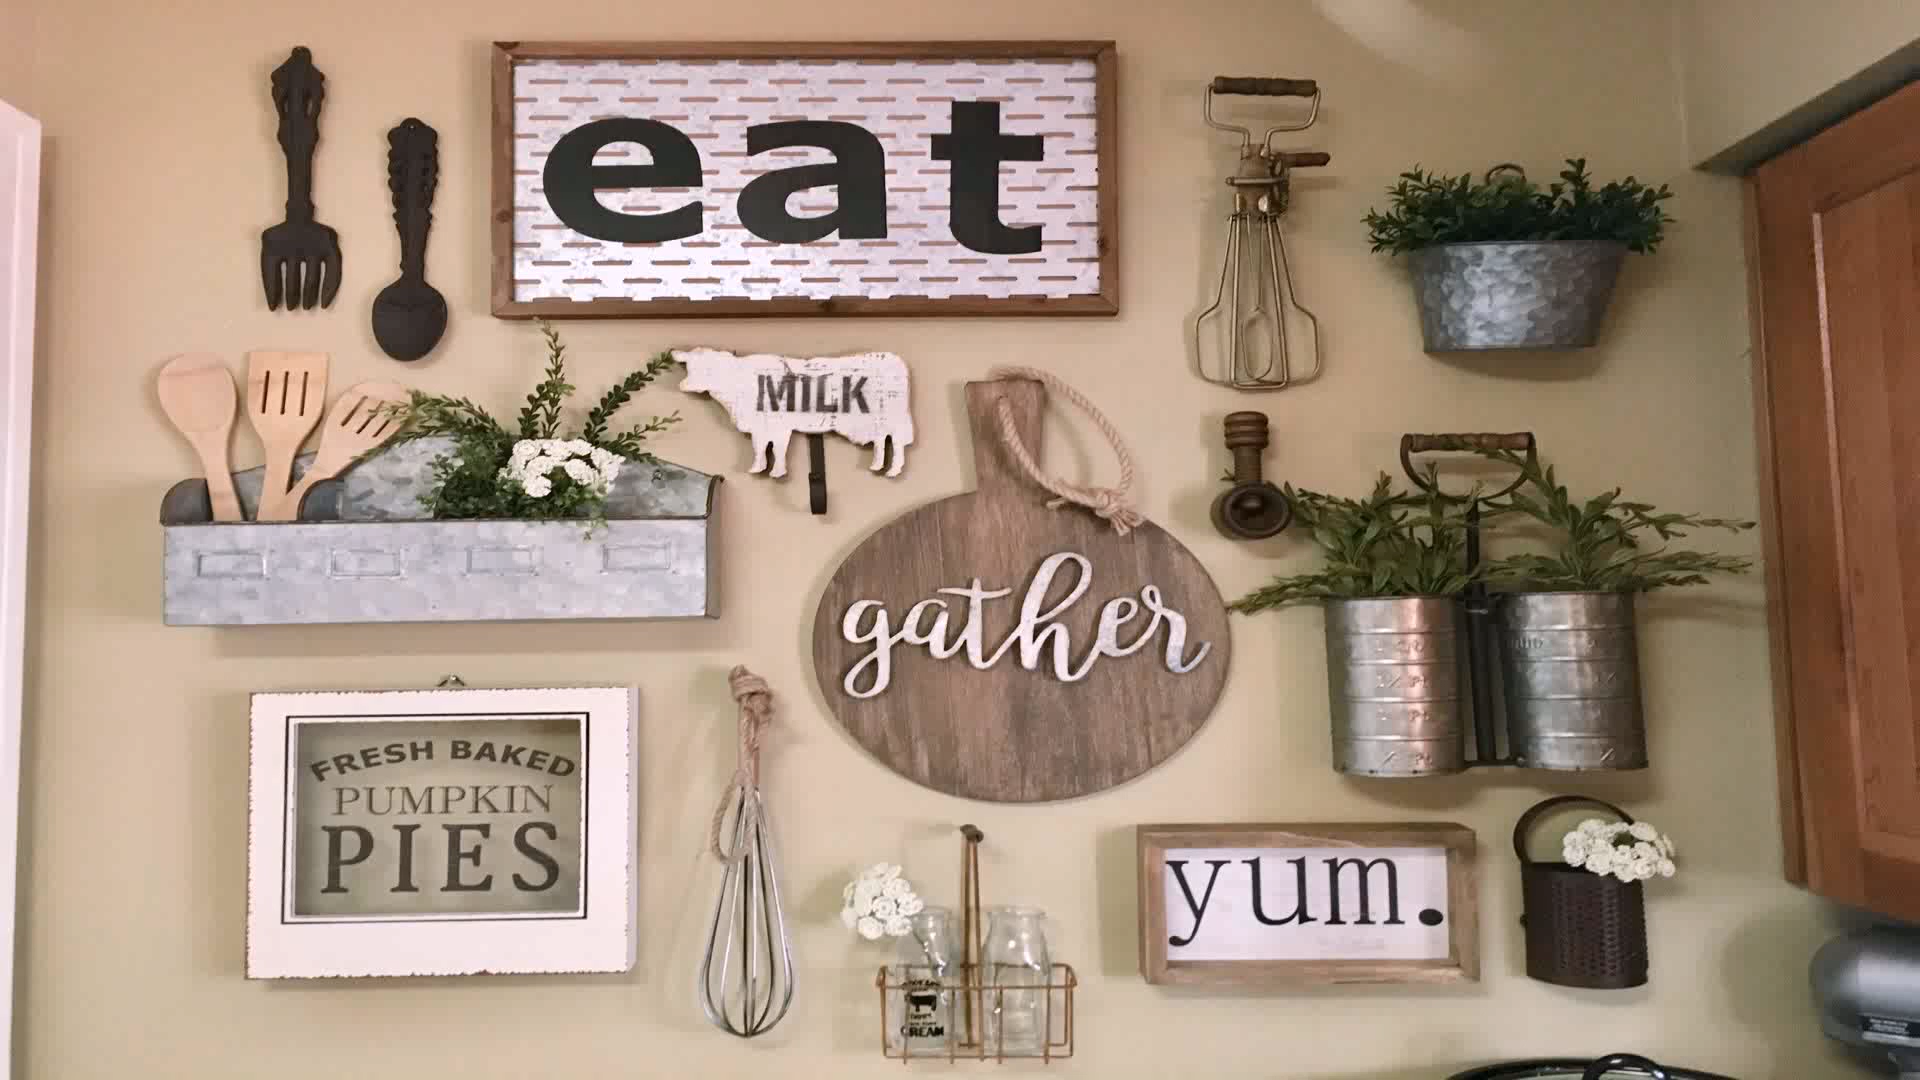 eat
MILK
gather
FRESH BAKED
PUMPKIN
PIES
yum.
CREAM